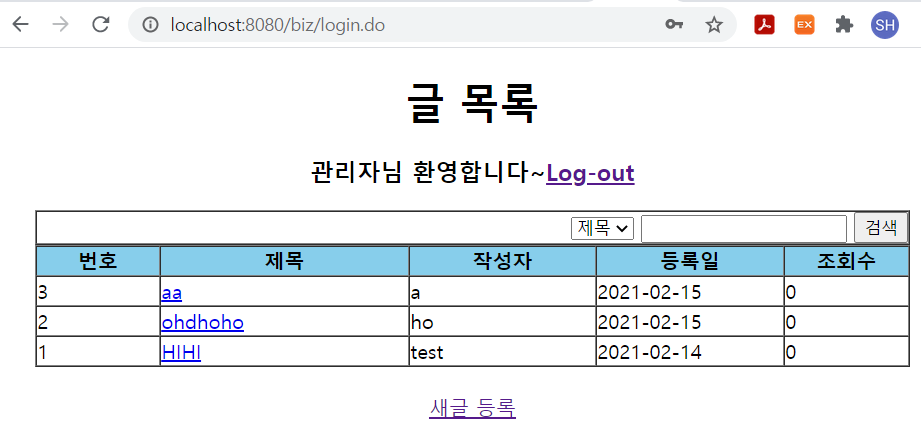 localhost:8080/biz/login.do
SH
EX
글 목록
관리자님 환영합니다~Log-out
제목 검색
번호 제목 작성자 등록일 조회수
3 aa a 2021-02-15 0
2 ohdhoho ho 2021-02-15 0
1 HIHI test 2021-02-14 0
새글 등록